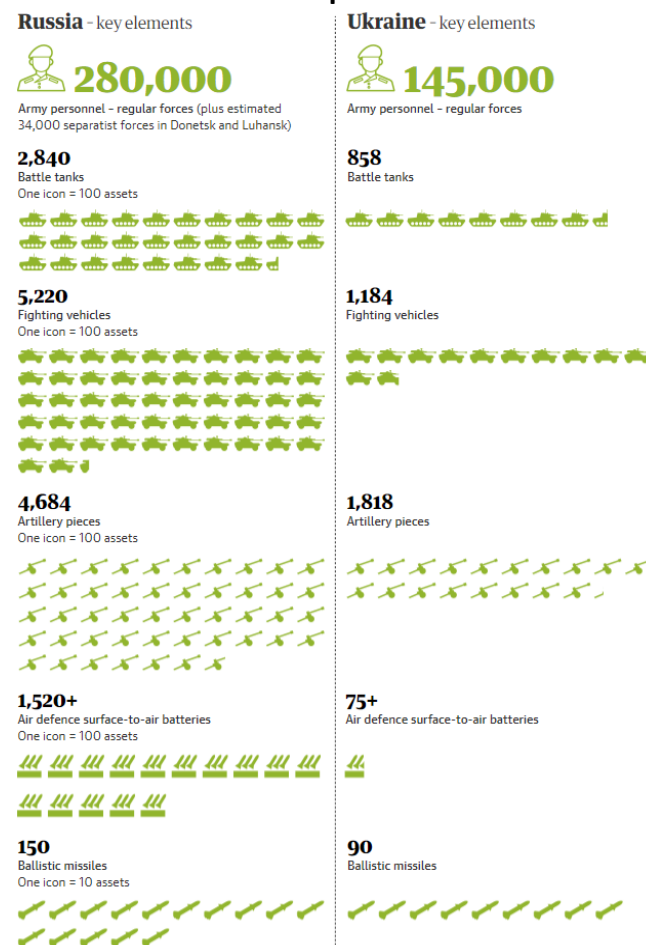 Russia - key elements
280,000
Army personnel - regular forces (plus estimated
34,000 separatist forces in Donetsk and Luhansk)
2,840
Battle tanks
One icon = 100 assets
5,220
Fighting vehicles
One icon = 100 assets
4,684
Artillery pieces
One icon = 100 assets
1,520+
Air defence surface-to-air batteries
One icon = 100 assets
150
Ballistic missiles
One icon = 10 assets
Ukraine - key elements
145,000
Army personnel - regular forces
858
Battle tanks
1,184
Fighting vehicles
1,818
Artillery pieces
75+
Air defence surface-to-air batteries
90
Ballistic missiles